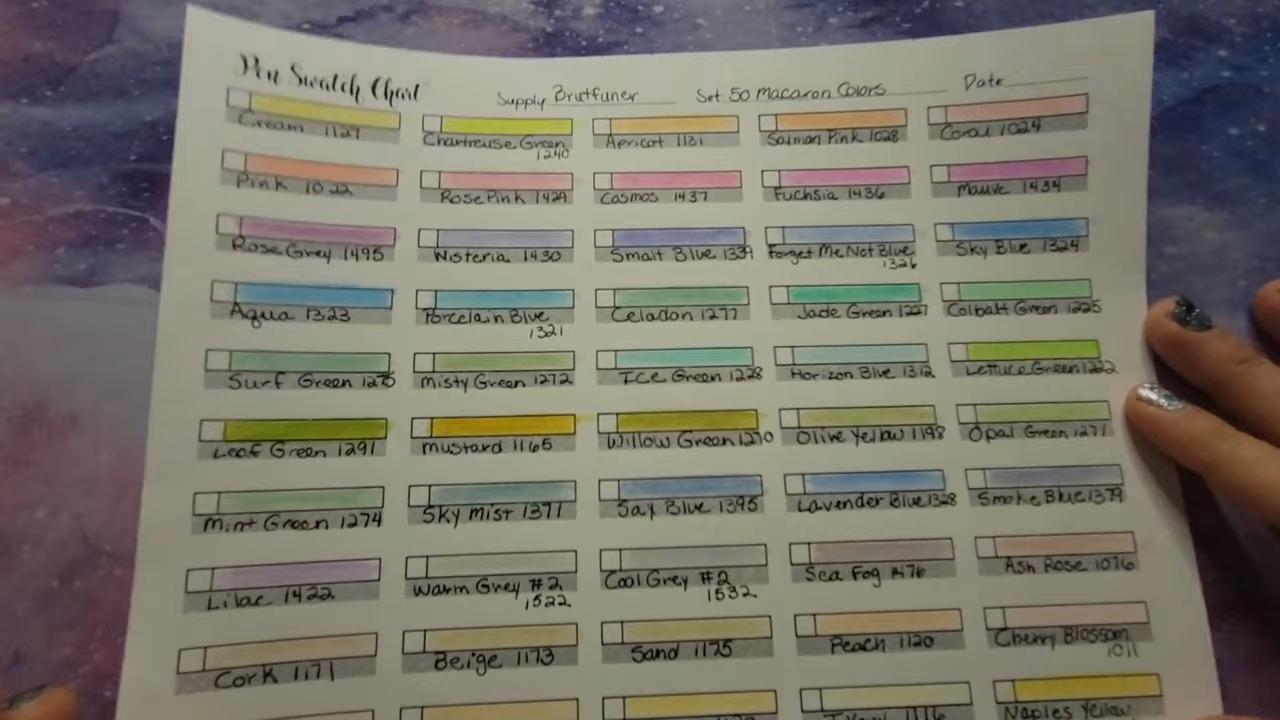 Pen Swatch Chart
Supply Brutfuner Set 50 Macaron Colors Date
Cream 1127
Chartreuse Green 1240
Apricot 1131
Salmon Pink 1028
Coral 1024
Pink 1022
Rose Pink 1429
Cosmos 1437
Fuchsia 1436
Mauve 1434
Rose Grey 1495
Wisteria 1430
Smalt Blue 1339
Forget Me Not Blue 1326
Sky Blue 1324
Aqua 1323
Porcelain Blue 1321
Celadon 1277
Jade Green 1227
Colbalt Green 1225
Surf Green 1275
Misty Green 1272
Ice Green 1228
Horizon Blue 1312
Lettuce Green 1222
Leaf Green 1291
Mustard 1165
Willow Green 1270
Olive Yellow 1198
Opal Green 1271
Mint Green 1274
Sky Mist 1371
Sax Blue 1395
Lavender Blue 1328
Smoke Blue 1379
Lilac 1422
Warm Grey #2 1522
Cool Grey #2 1532
Sea Fog 1476
Ash Rose 1076
Cork 1171
Beige 1173
Sand 1175
Peach 1120
Cherry Blossom 1011
Naples Yellow